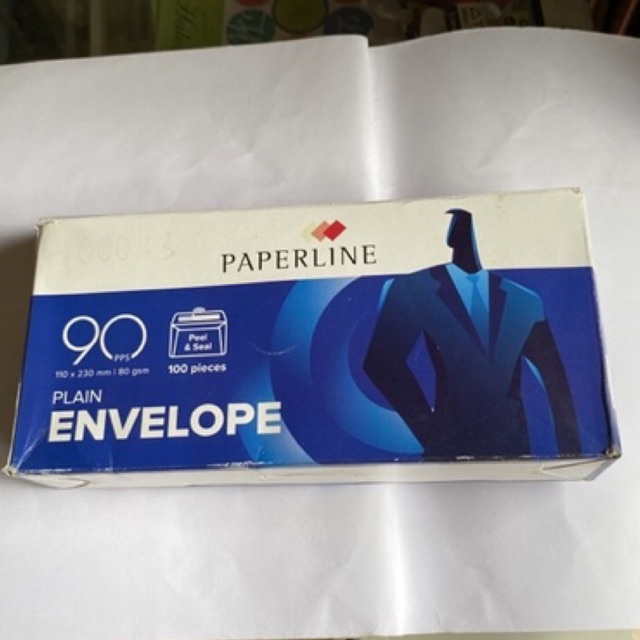 PAPERLINE
90 PPS
110 x 230 mm | 80 gsm
Peel
& Seal
100 pieces
PLAIN
ENVELOPE